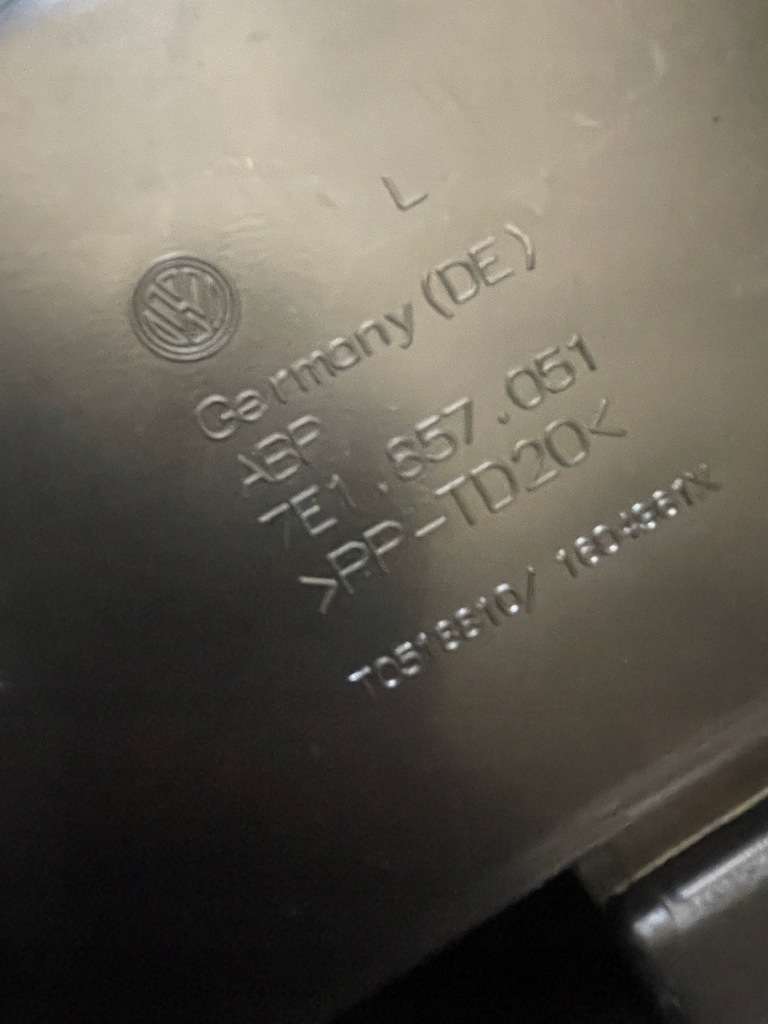 L
Germany (DE)
ABP
7E1.857.051
>PP-TD20<